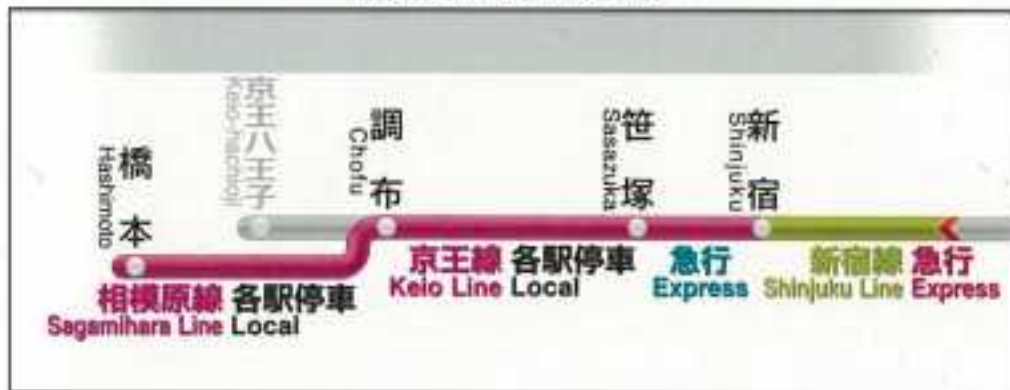 橋本
Hashimoto
京王八王子
Keio-hachioji
調布
Chofu
笹塚
Sasazuka
新宿
Shinjuku
相模原線 各駅停車
Sagamihara Line Local
京王線 各駅停車
Keio Line Local
急行
Express
新宿線 急行
Shinjuku Line Express